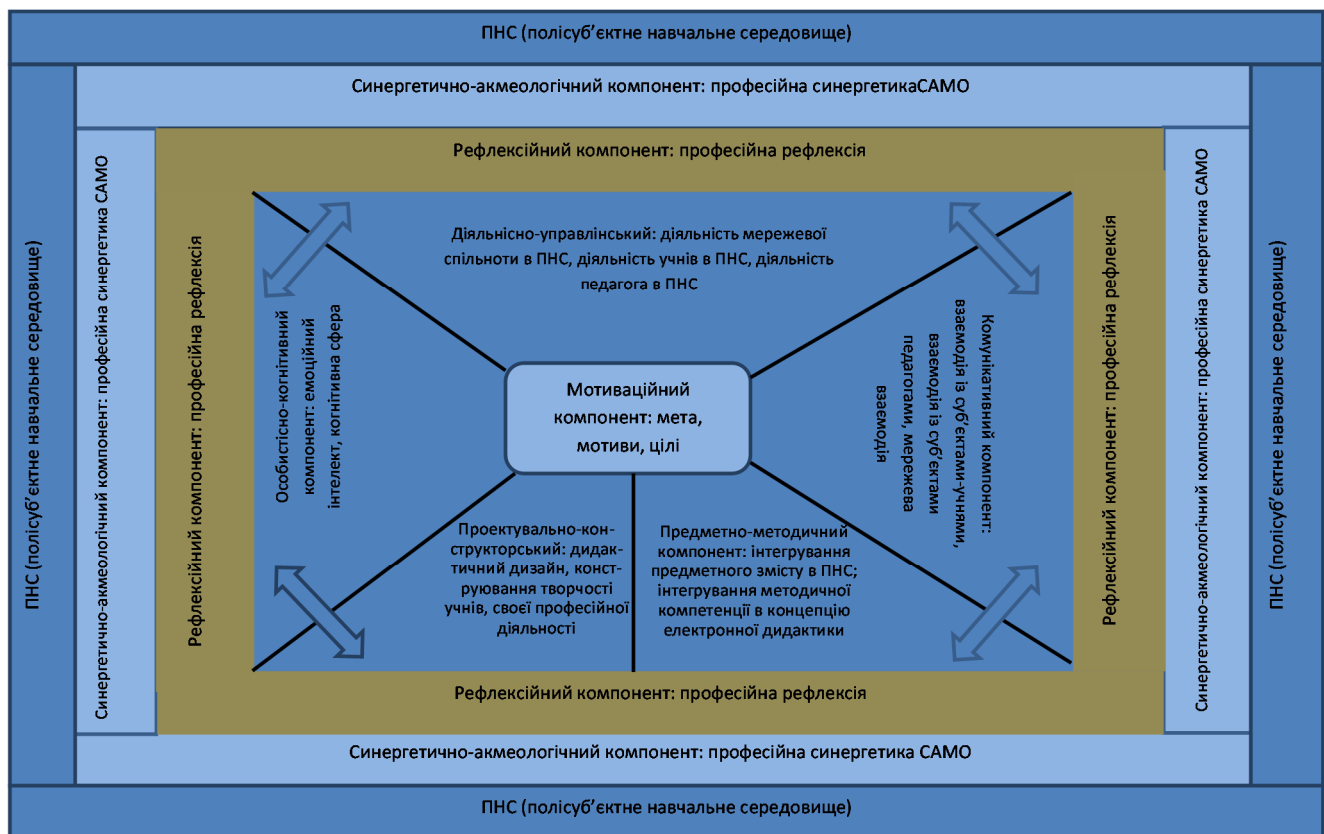 ПНС (полісуб’єктне навчальне середовище)
Синергетично-акмеологічний компонент: професійна синергетикаСАМО
Рефлексійний компонент: професійна рефлексія
ПНС (полісуб’єктне навчальне середовище)
Синергетично-акмеологічний компонент: професійна синергетика САМО
Рефлексійний компонент: професійна рефлексія
Діяльнісно-управлінський: діяльність мережевої
спільноти в ПНС, діяльність учнів в ПНС, діяльність
педагога в ПНС
Особистісно-когнітивний
компонент: емоційний
інтелект, когнітивна сфера
Мотиваційний
компонент: мета,
мотиви, цілі
Комунікативний компонент:
взаємодія із суб’єктами-учнями,
взаємодія із суб’єктами
педагогами, мережева
взаємодія
Проектувально-кон-
структорський: дидак-
тичний дизайн, конст-
руювання творчості
учнів, своєї професійної
діяльності
Предметно-методичний
компонент: інтегрування
предметного змісту в ПНС;
інтегрування методичної
компетенції в концепцію
електронної дидактики
Рефлексійний компонент: професійна рефлексія
Синергетично-акмеологічний компонент: професійна синергетика САМО
ПНС (полісуб’єктне навчальне середовище)
Рефлексійний компонент: професійна рефлексія
Синергетично-акмеологічний компонент: професійна синергетика САМО
ПНС (полісуб’єктне навчальне середовище)